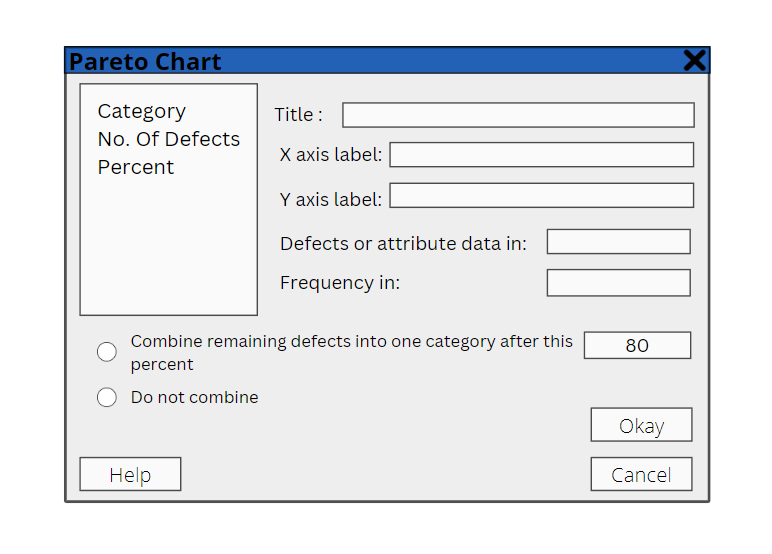 Pareto Chart
Category
No. Of Defects
Percent
Title :
X axis label:
Y axis label:
Defects or attribute data in:
Frequency in:
Combine remaining defects into one category after this
percent
80
Do not combine
Okay
Help
Cancel